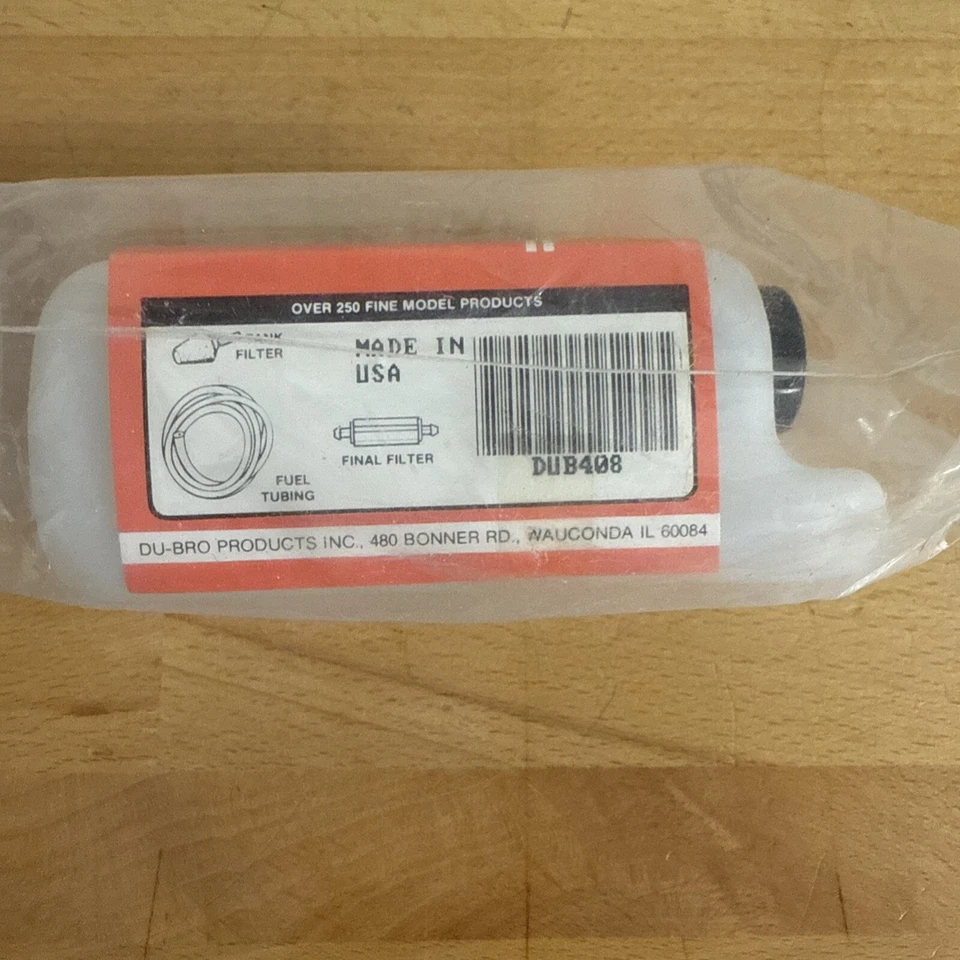 OVER 250 FINE MODEL PRODUCTS
FILTER
MADE IN
USA
FINAL FILTER
FUEL
TUBING
DUB408
DU-BRO PRODUCTS INC., 480 BONNER RD., WAUCONDA IL 60084